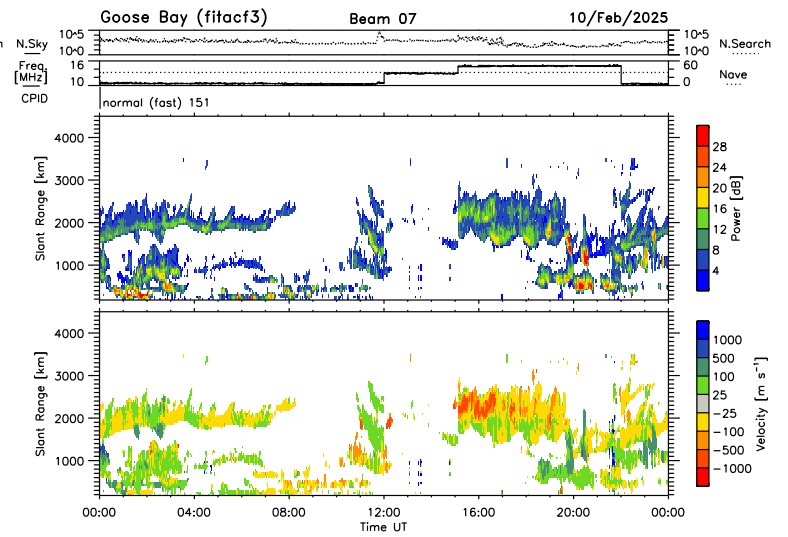 Goose Bay (fitacf3) Beam 07 10/Feb/2025
n N.Sky 10^5 10^5 N.Search
10^0 10^0
Freq. 16 60
[MHz] 10 0 Nave
CPID normal (fast) 151
Slant Range [km]
4000
3000
2000
1000
Power [dB]
28
24
20
16
12
8
4
Slant Range [km]
4000
3000
2000
1000
Velocity [m s⁻¹]
1000
500
100
25
−25
−100
−500
−1000
00:00 04:00 08:00 12:00 16:00 20:00 00:00
Time UT